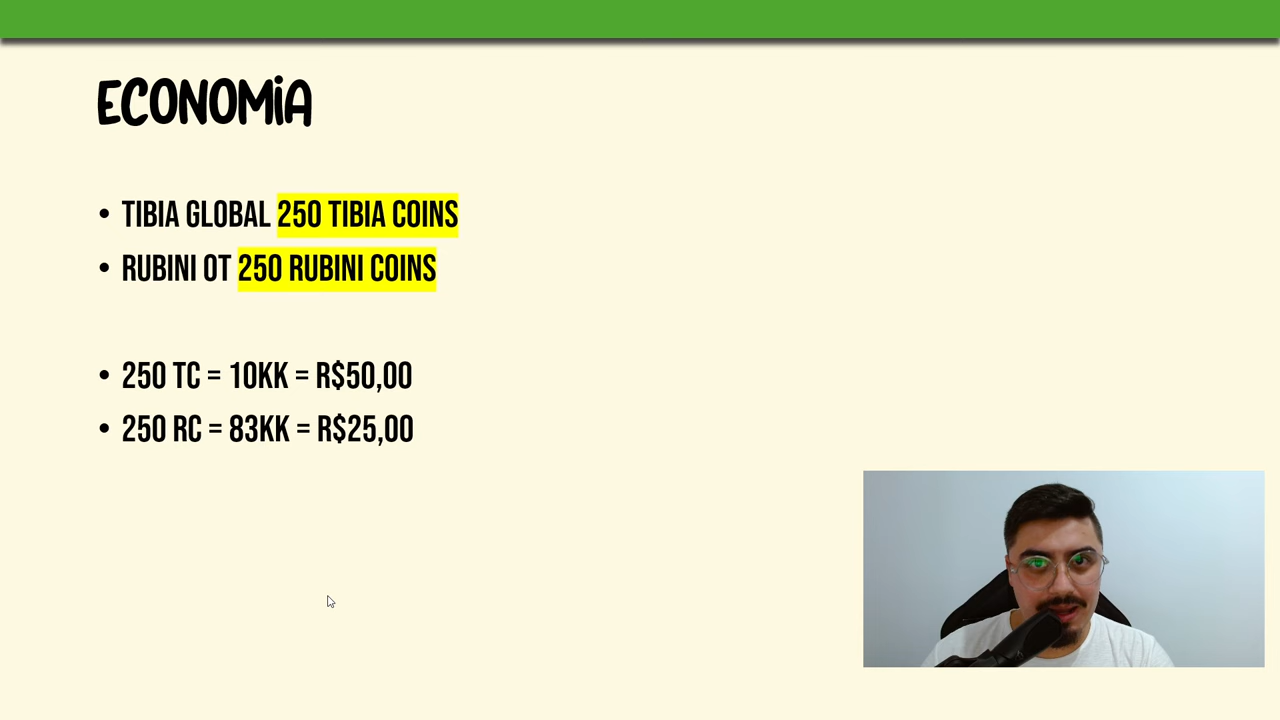 ECONOMIA
• TIBIA GLOBAL 250 TIBIA COINS
• RUBINI OT 250 RUBINI COINS
• 250 TC = 10KK = R$50,00
• 250 RC = 83KK = R$25,00